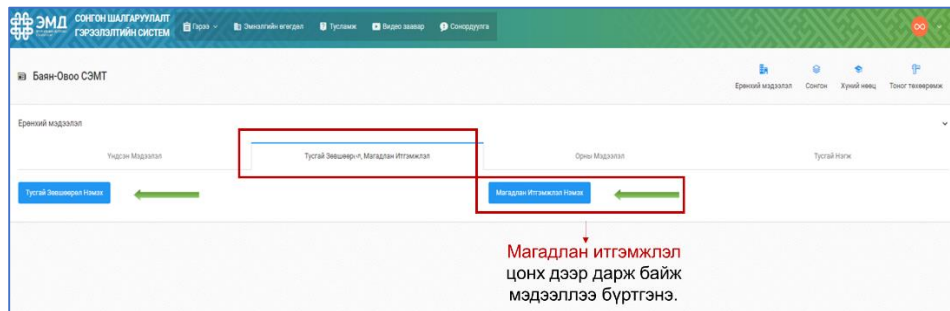 ЭМД
СОНГОН ШАЛГАРУУЛАЛТ
ГЭРЭЭЛЭЛТИЙН СИСТЕМ
Гэрээ
Эмнэлгийн өгөгдөл
Тусламж
Видео заавар
Сонордуулга
Баян-Овоо СЭМТ
Ерөнхий мэдээлэл
Сонгон
Хүний нөөц
Тоног төхөөрөмж
Ерөнхий мэдээлэл
Үндсэн Мэдээлэл
Тусгай Зөвшөөрөл, Магадлан Итгэмжлэл
Орны Мэдээлэл
Тусгай Нэгж
Тусгай Зөвшөөрөл Нэмэх
Магадлан Итгэмжлэл Нэмэх
Магадлан итгэмжлэл
цонх дээр дарж байж
мэдээллээ бүртгэнэ.